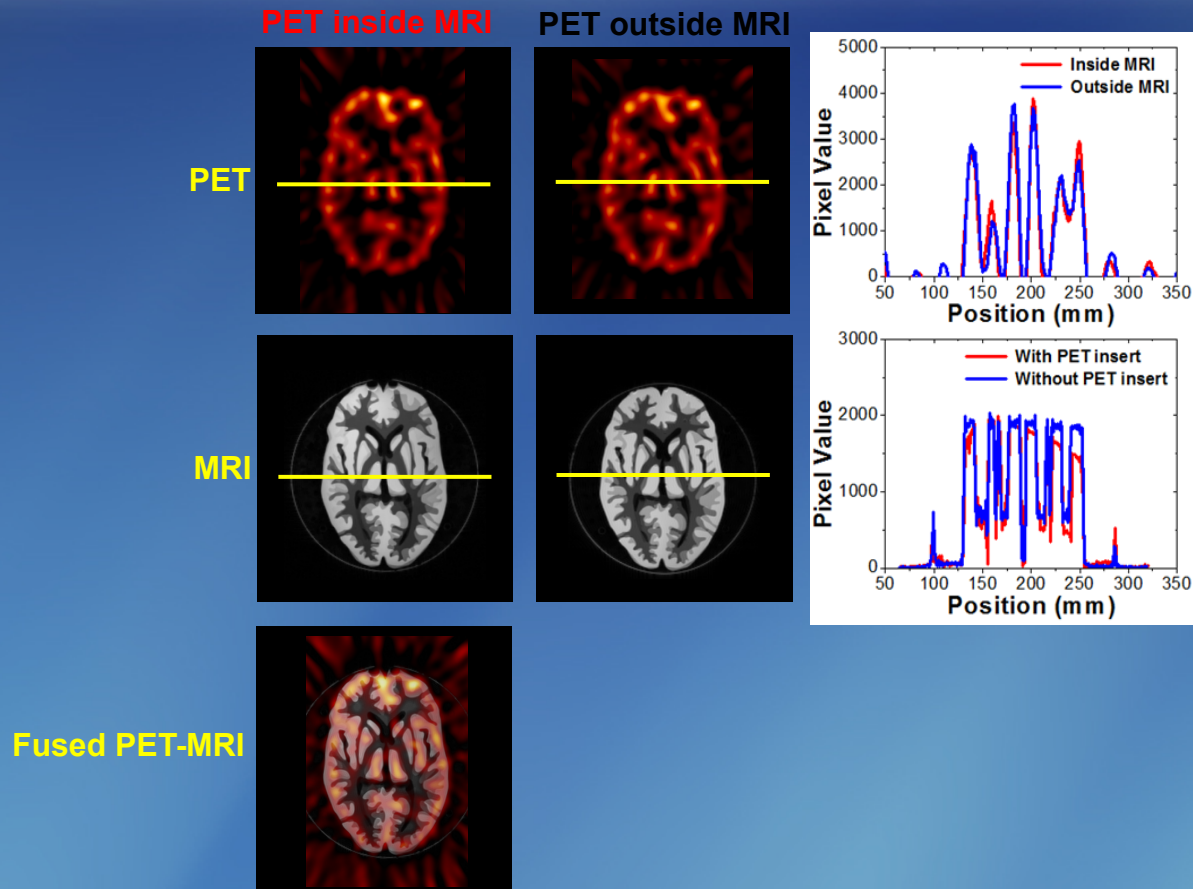 PET inside MRI
PET outside MRI
PET
MRI
Fused PET-MRI
5000
4000
3000
2000
1000
0
Pixel Value
Inside MRI
Outside MRI
50 100 150 200 250 300 350
Position (mm)
3000
2000
1000
0
Pixel Value
With PET insert
Without PET insert
50 100 150 200 250 300 350
Position (mm)